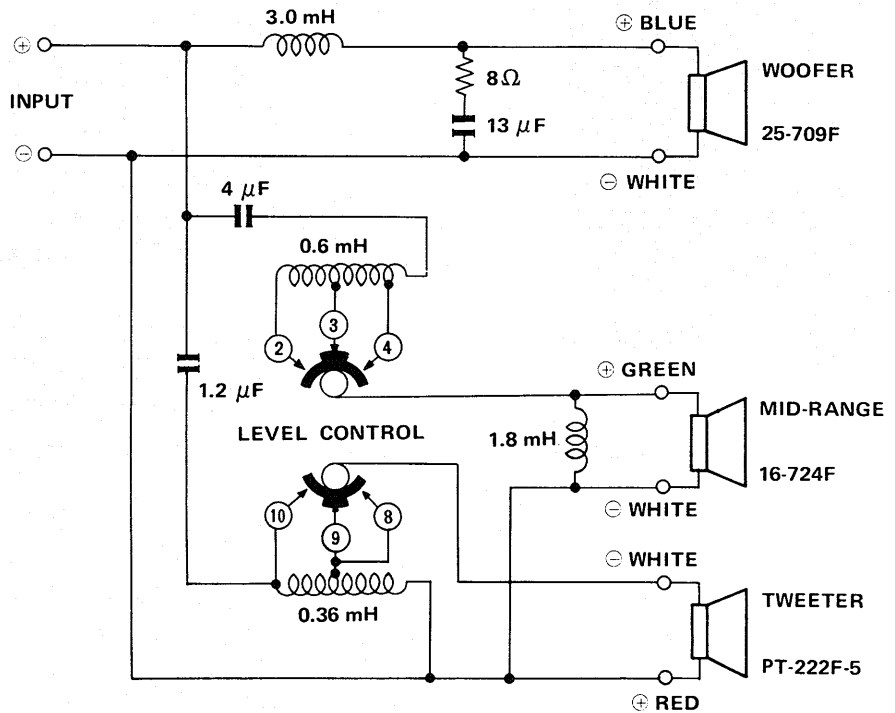 3.0 mH
⊕ BLUE
⊕
8Ω
WOOFER
INPUT
13 μF
25-709F
⊖
⊖ WHITE
4 μF
0.6 mH
3
2
4
1.2 μF
⊕ GREEN
LEVEL CONTROL
1.8 mH
MID-RANGE
16-724F
10
8
9
⊖ WHITE
⊖ WHITE
0.36 mH
TWEETER
PT-222F-5
⊕ RED